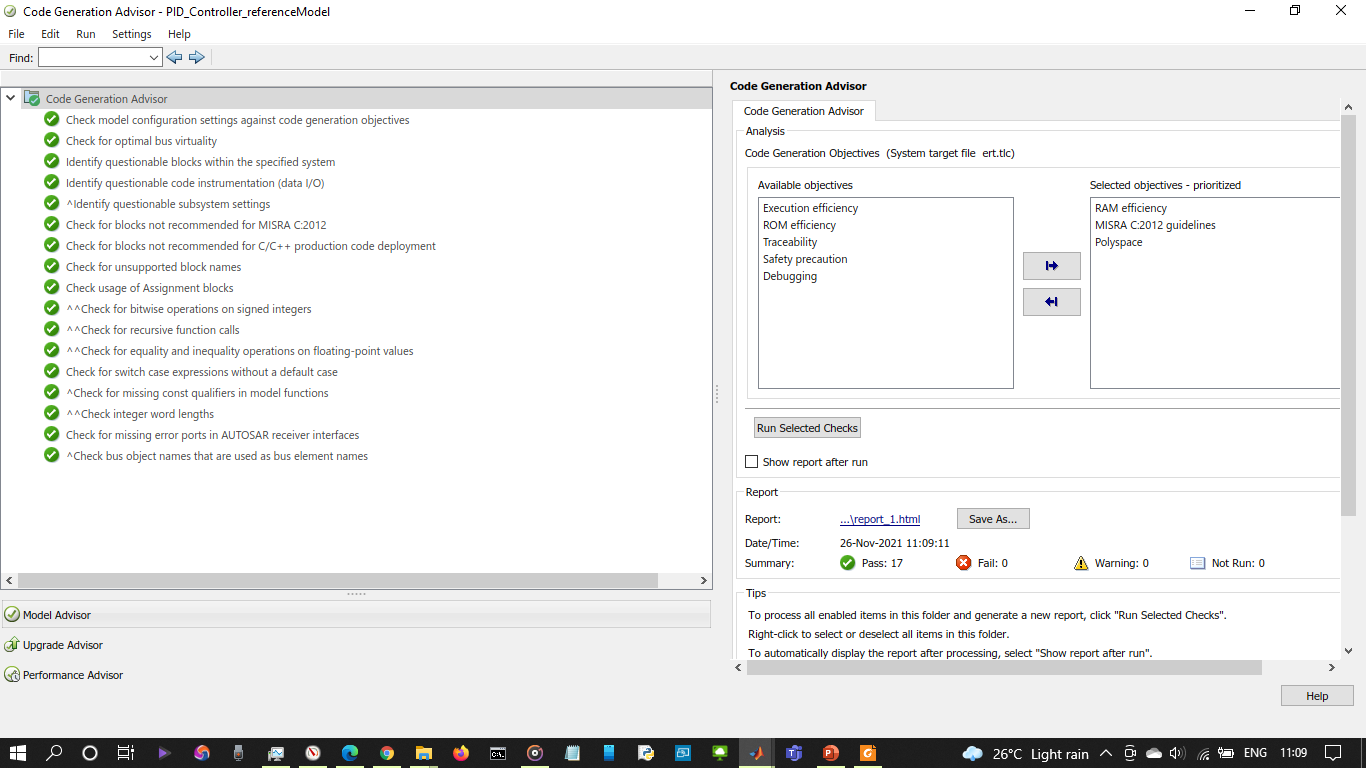 Code Generation Advisor - PID_Controller_referenceModel
File Edit Run Settings Help
Find:
Code Generation Advisor
Check model configuration settings against code generation objectives
Check for optimal bus virtuality
Identify questionable blocks within the specified system
Identify questionable code instrumentation (data I/O)
^Identify questionable subsystem settings
Check for blocks not recommended for MISRA C:2012
Check for blocks not recommended for C/C++ production code deployment
Check for unsupported block names
Check usage of Assignment blocks
^^Check for bitwise operations on signed integers
^^Check for recursive function calls
^^Check for equality and inequality operations on floating-point values
Check for switch case expressions without a default case
^Check for missing const qualifiers in model functions
^^Check integer word lengths
Check for missing error ports in AUTOSAR receiver interfaces
^Check bus object names that are used as bus element names
Model Advisor
Upgrade Advisor
Performance Advisor
Code Generation Advisor
Code Generation Advisor
Analysis
Code Generation Objectives (System target file ert.tlc)
Available objectives
Execution efficiency
ROM efficiency
Traceability
Safety precaution
Debugging
Selected objectives - prioritized
RAM efficiency
MISRA C:2012 guidelines
Polyspace
Run Selected Checks
Show report after run
Report
Report: ...\report_1.html Save As...
Date/Time: 26-Nov-2021 11:09:11
Summary: Pass: 17 Fail: 0 Warning: 0 Not Run: 0
Tips
To process all enabled items in this folder and generate a new report, click "Run Selected Checks".
Right-click to select or deselect all items in this folder.
To automatically display the report after processing, select "Show report after run".
Help
26°C Light rain ENG 11:09